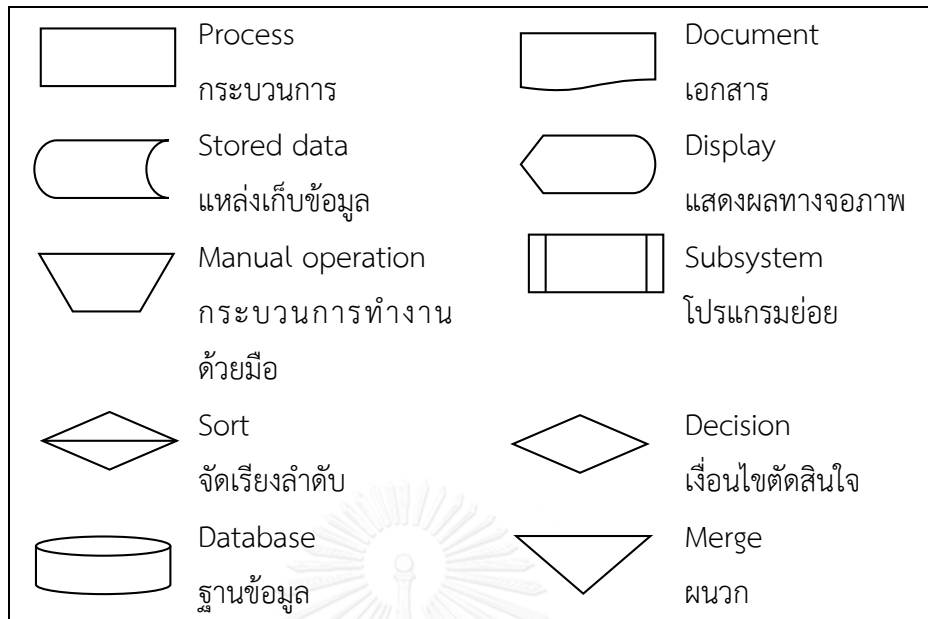 Process
กระบวนการ
Document
เอกสาร
Stored data
แหล่งเก็บข้อมูล
Display
แสดงผลทางจอภาพ
Manual operation
กระบวนการทำงาน
ด้วยมือ
Subsystem
โปรแกรมย่อย
Sort
จัดเรียงลำดับ
Decision
เงื่อนไขตัดสินใจ
Database
ฐานข้อมูล
Merge
ผนวก